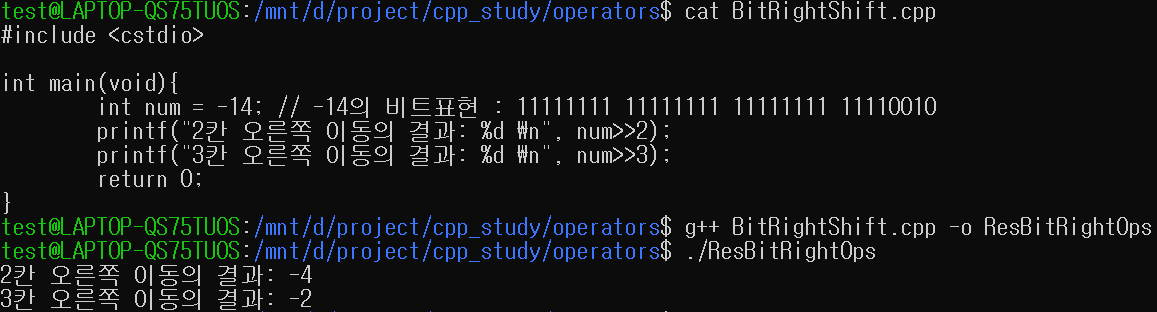 test@LAPTOP-QS75TUOS:/mnt/d/project/cpp_study/operators$ cat BitRightShift.cpp
#include <cstdio>
int main(void){
        int num = -14; // -14의 비트표현 : 11111111 11111111 11111111 11110010
        printf("2칸 오른쪽 이동의 결과: %d ₩n", num>>2);
        printf("3칸 오른쪽 이동의 결과: %d ₩n", num>>3);
        return 0;
}
test@LAPTOP-QS75TUOS:/mnt/d/project/cpp_study/operators$ g++ BitRightShift.cpp -o ResBitRightOps
test@LAPTOP-QS75TUOS:/mnt/d/project/cpp_study/operators$ ./ResBitRightOps
2칸 오른쪽 이동의 결과: -4
3칸 오른쪽 이동의 결과: -2